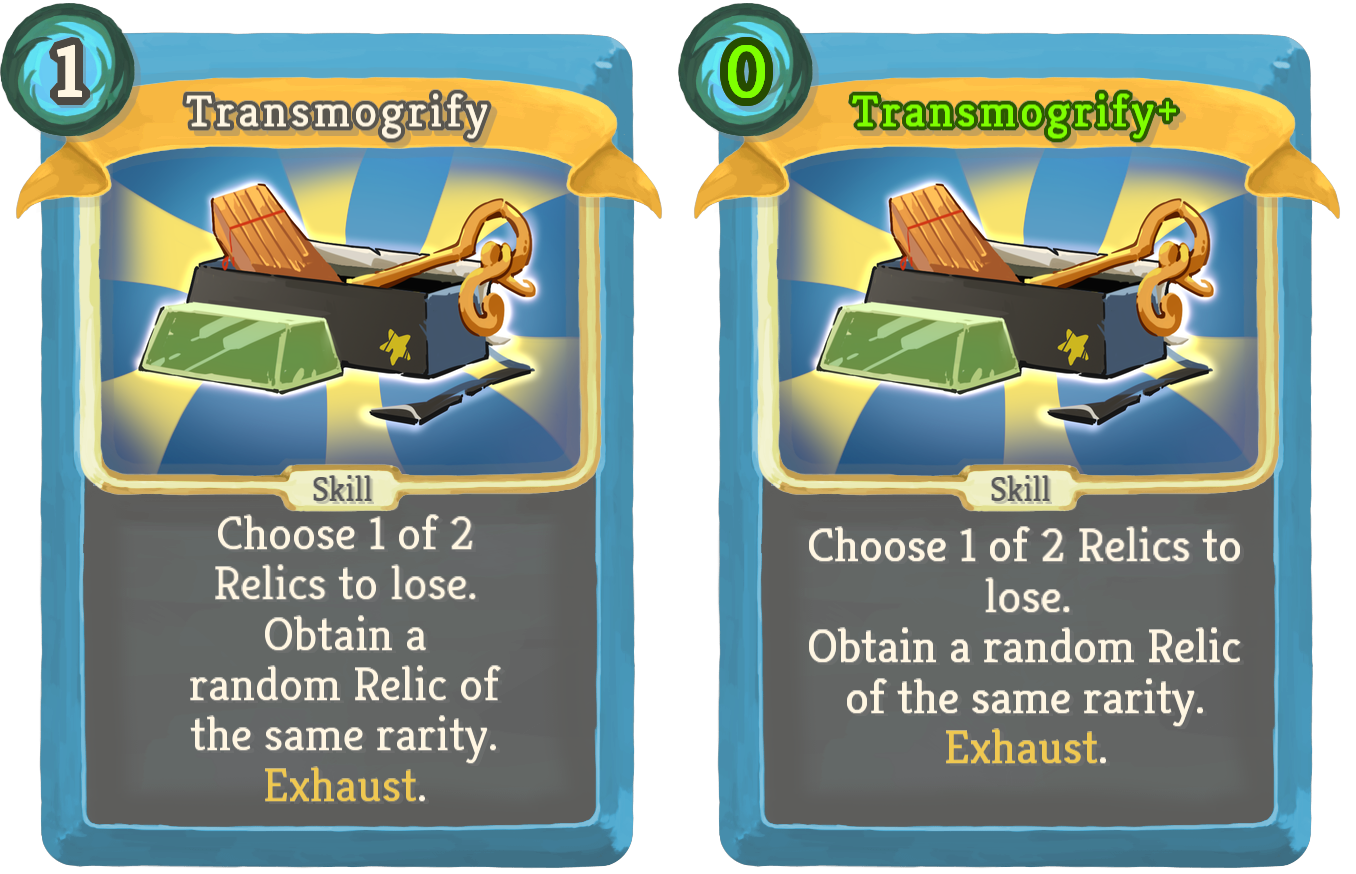 1
Transmogrify
Skill
Choose 1 of 2
Relics to lose.
Obtain a
random Relic of
the same rarity.
Exhaust.
0
Transmogrify+
Skill
Choose 1 of 2 Relics to
lose.
Obtain a random Relic
of the same rarity.
Exhaust.